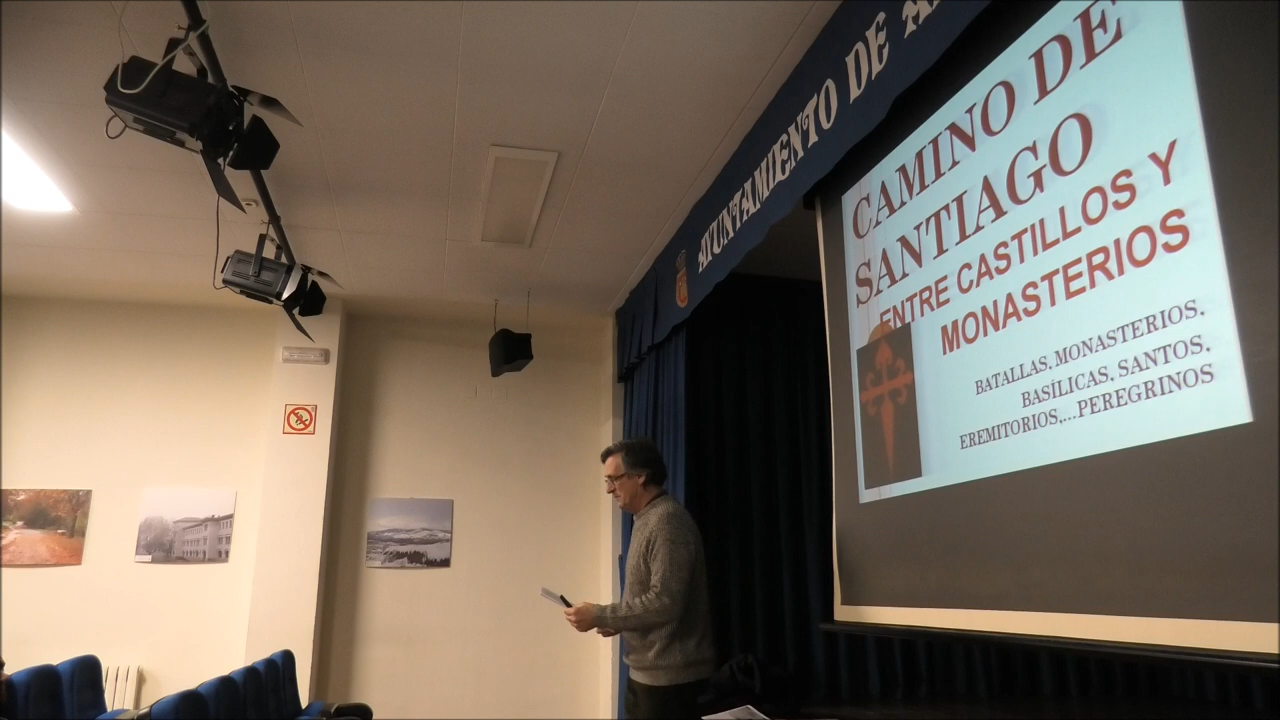 AYUNTAMIENTO DE
CAMINO DE
SANTIAGO
ENTRE CASTILLOS Y
MONASTERIOS
BATALLAS, MONASTERIOS,
BASÍLICAS, SANTOS,
EREMITORIOS,...PEREGRINOS